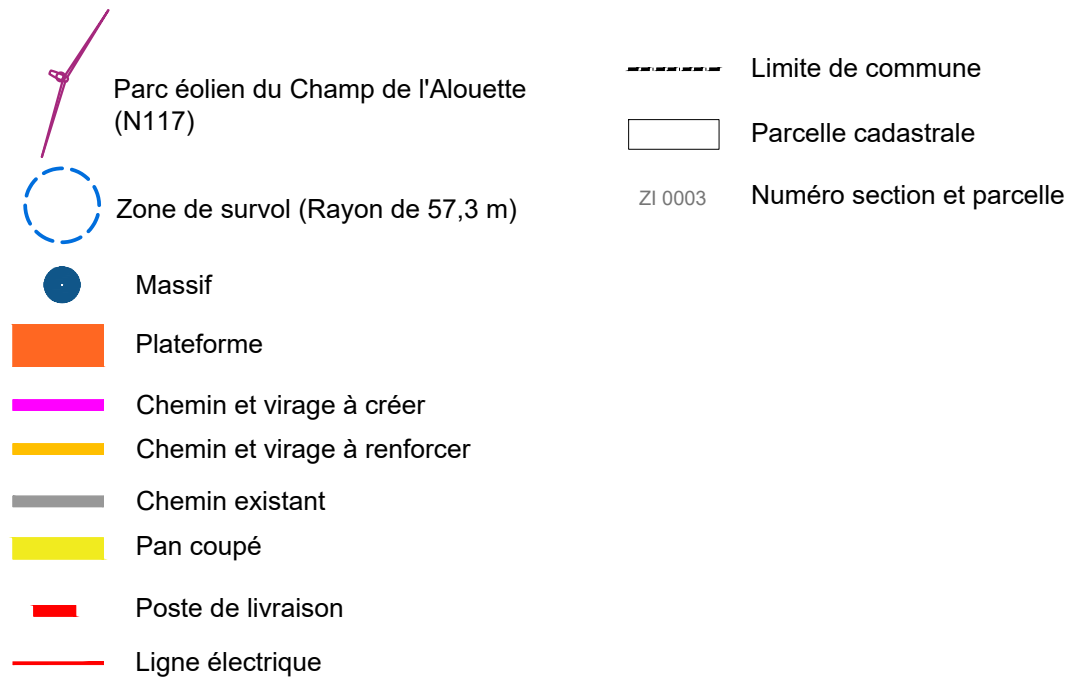 Parc éolien du Champ de l'Alouette
(N117)
Zone de survol (Rayon de 57,3 m)
Massif
Plateforme
Chemin et virage à créer
Chemin et virage à renforcer
Chemin existant
Pan coupé
Poste de livraison
Ligne électrique
Limite de commune
Parcelle cadastrale
ZI 0003 Numéro section et parcelle